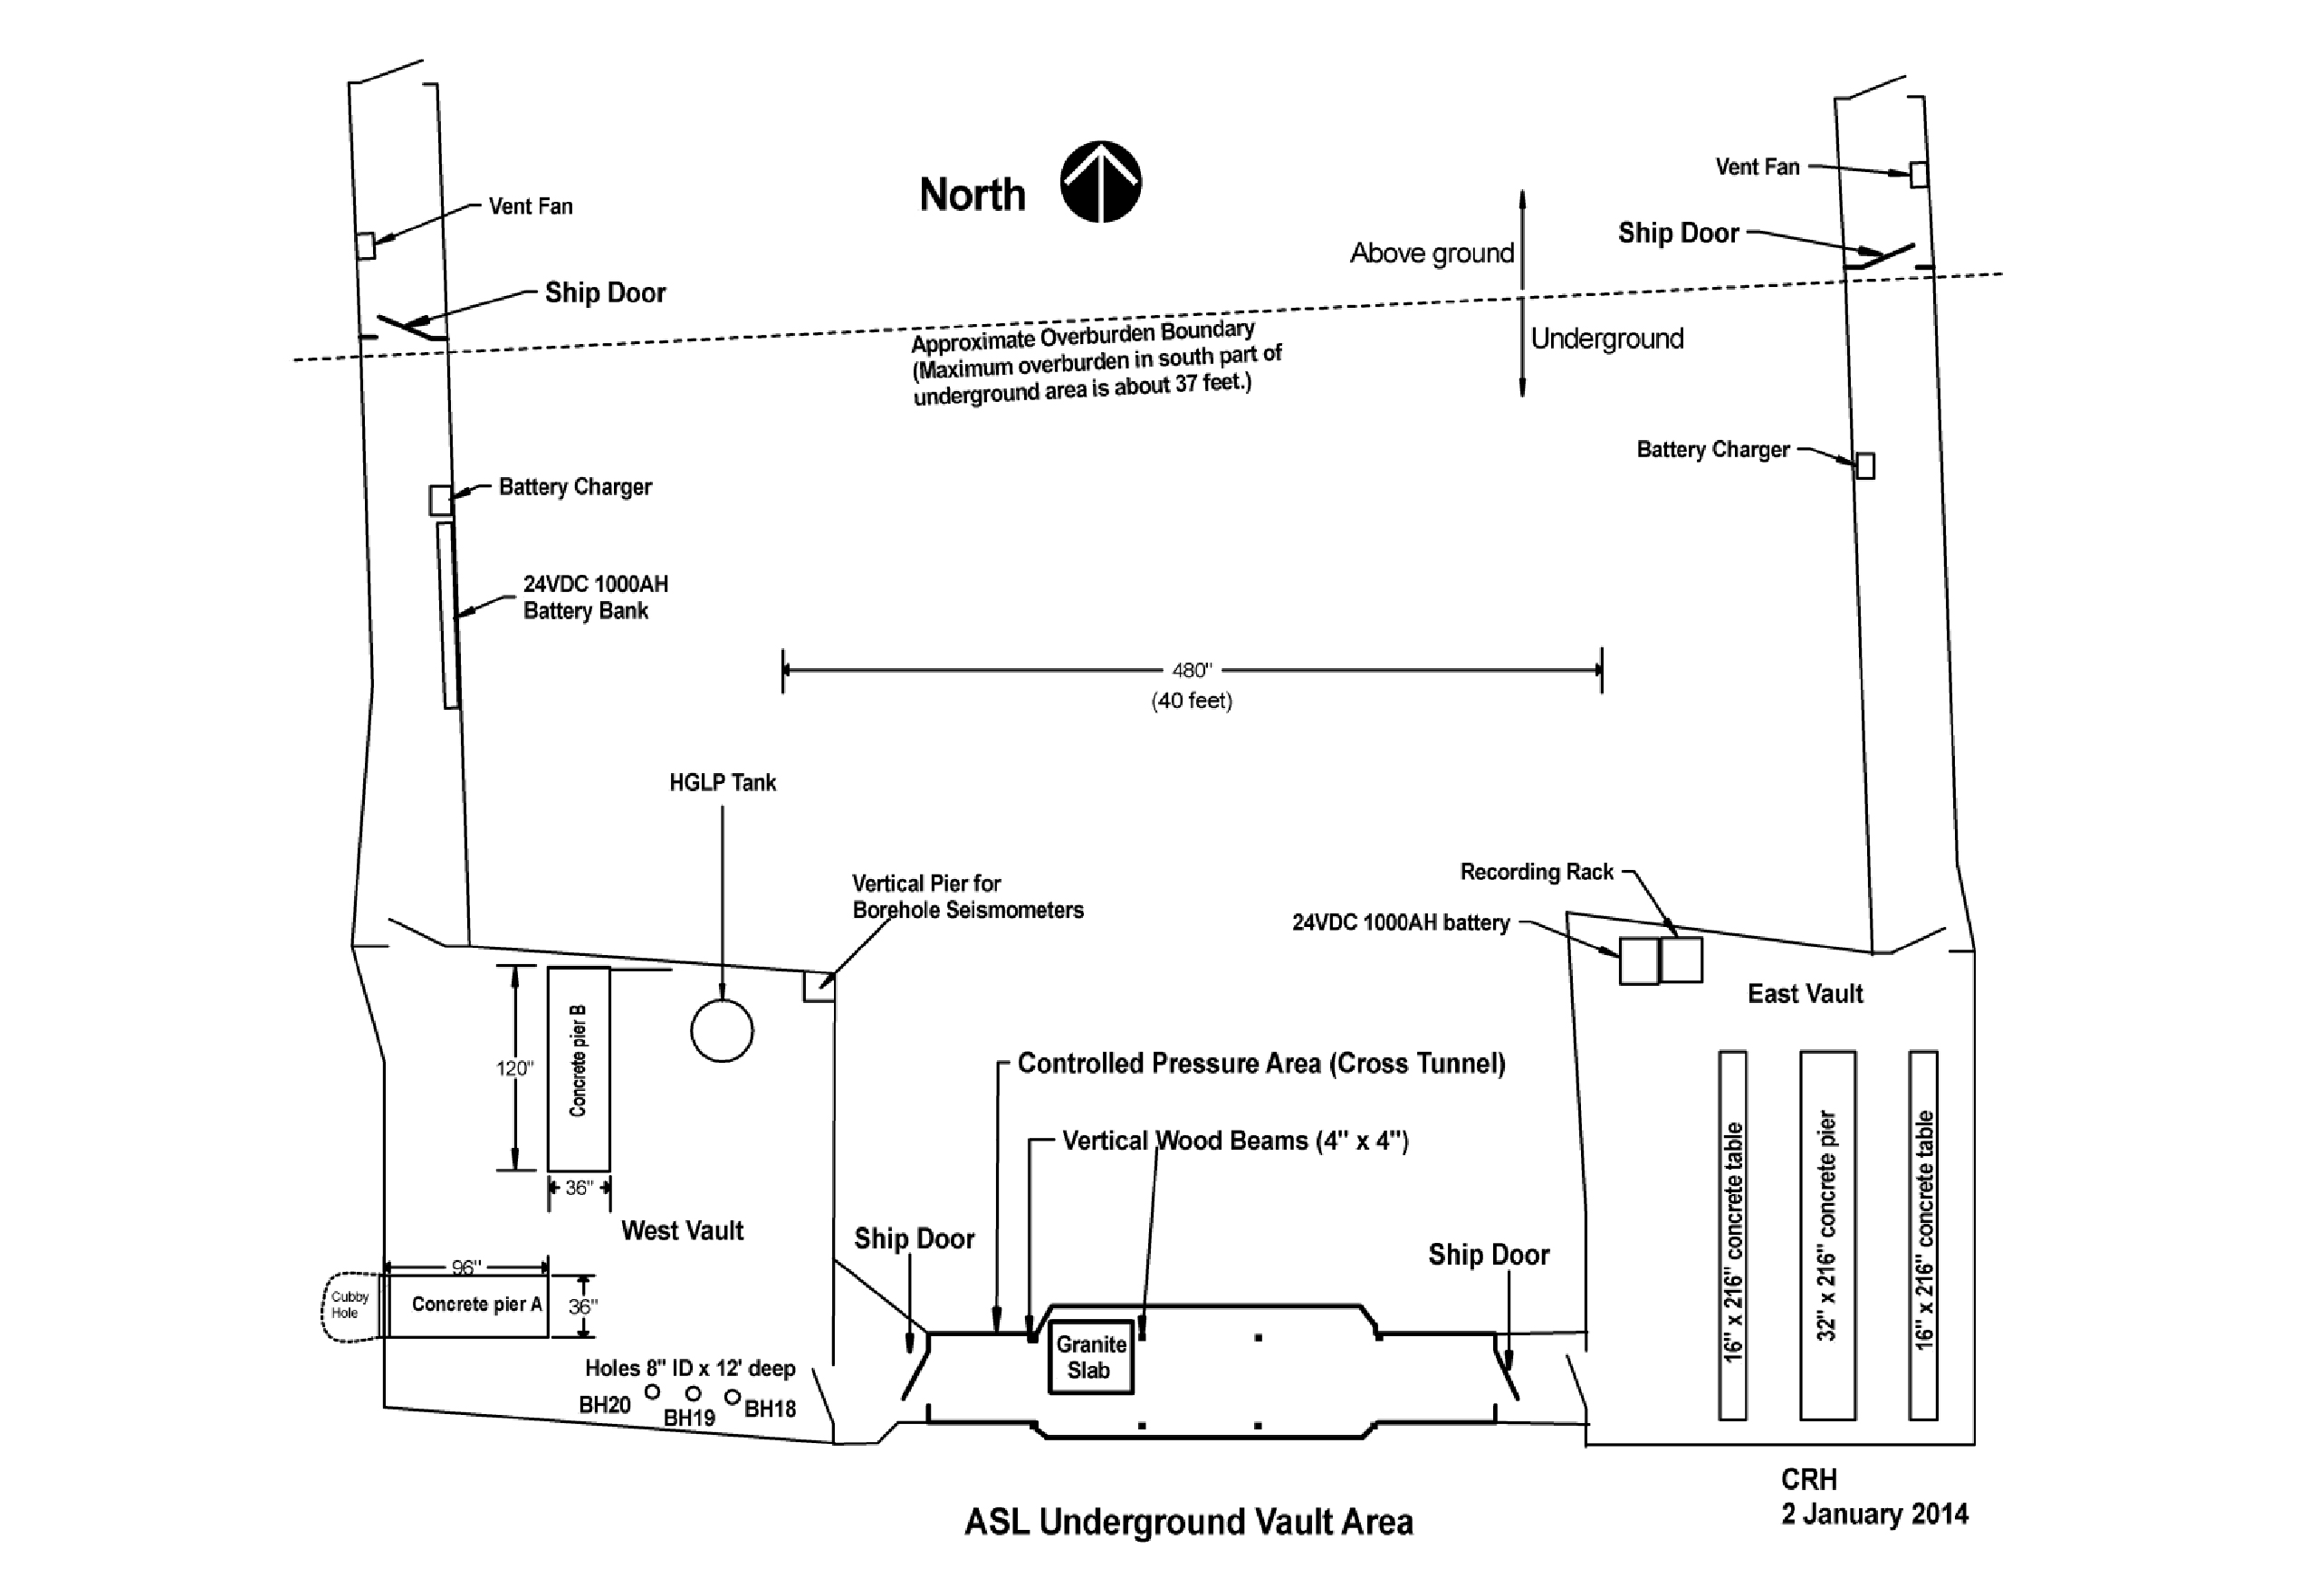 Vent Fan
North
Vent Fan
Ship Door
Above ground
Ship Door
Approximate Overburden Boundary
(Maximum overburden in south part of
underground area is about 37 feet.)
Underground
Battery Charger
Battery Charger
24VDC 1000AH
Battery Bank
480"
(40 feet)
HGLP Tank
Vertical Pier for
Borehole Seismometers
Recording Rack
24VDC 1000AH battery
East Vault
Concrete pier B
120"
36"
Controlled Pressure Area (Cross Tunnel)
Vertical Wood Beams (4" x 4")
West Vault
Ship Door
Ship Door
16" x 216" concrete table
32" x 216" concrete pier
16" x 216" concrete table
96"
Cubby
Hole
Concrete pier A
36"
Granite
Slab
Holes 8" ID x 12' deep
BH20
BH19
BH18
CRH
2 January 2014
ASL Underground Vault Area